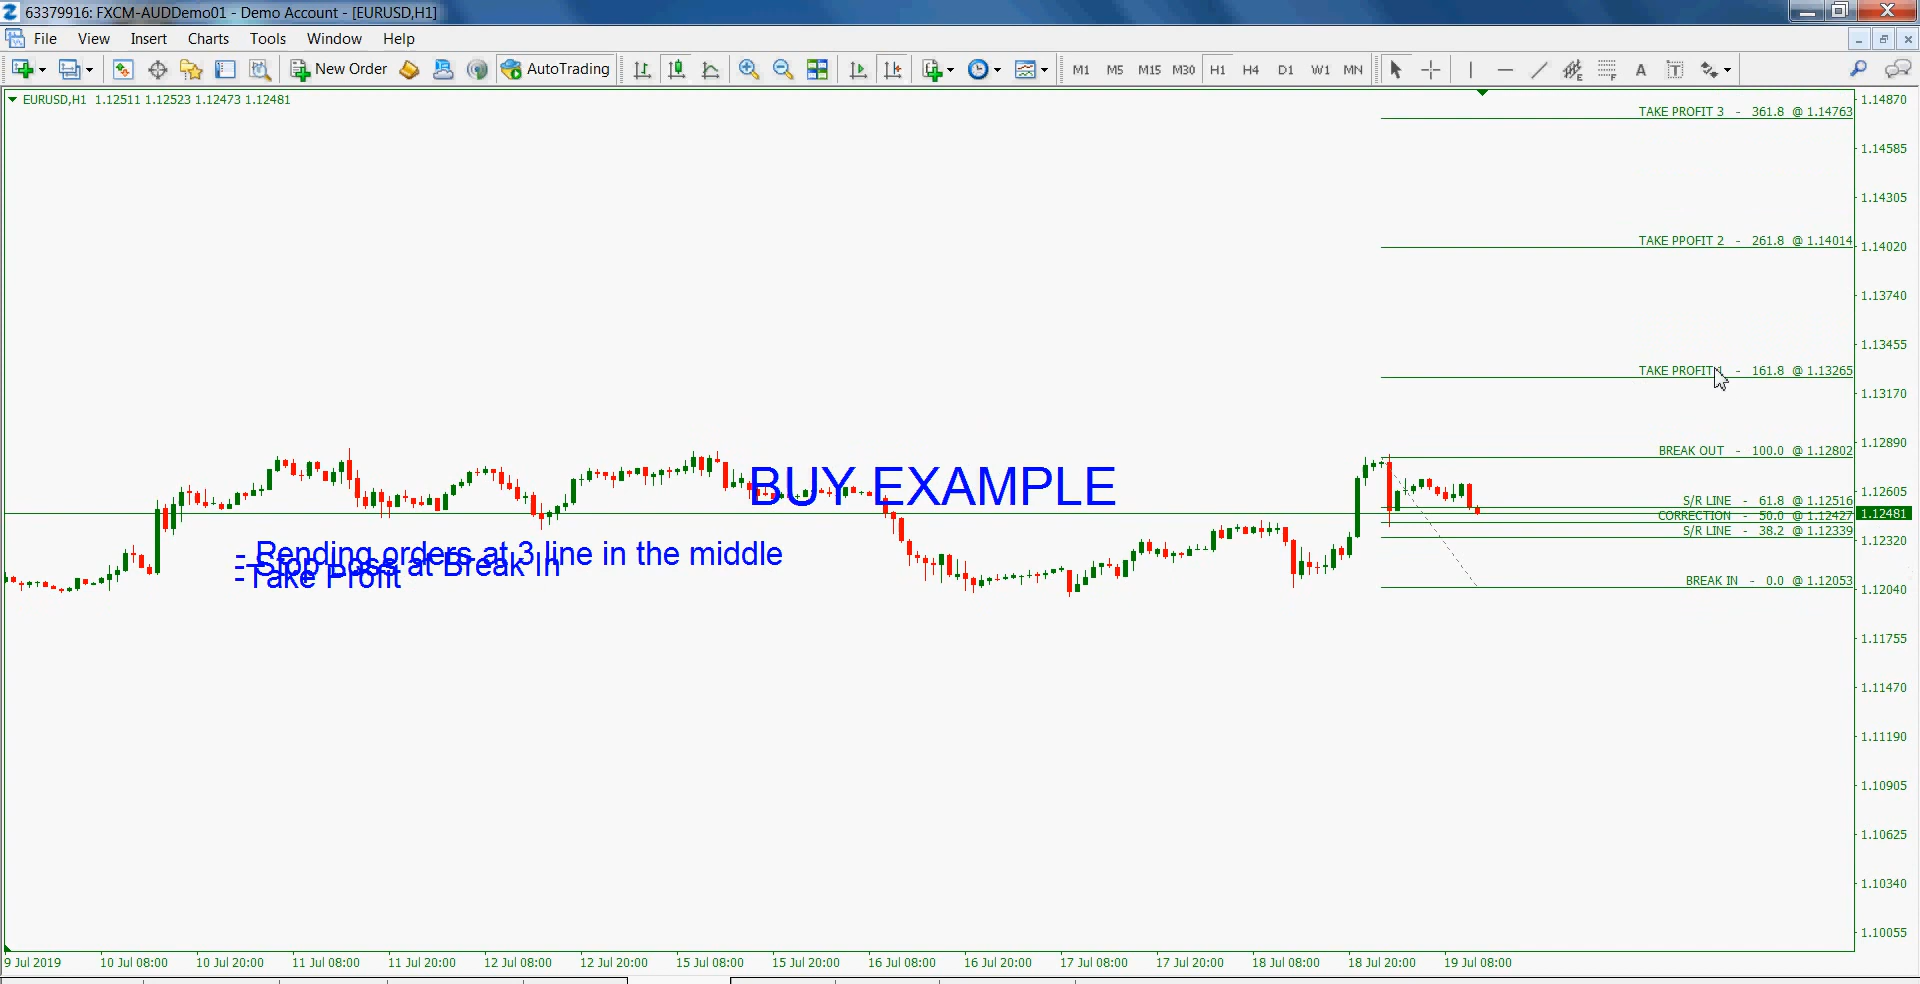 63379916: FXCM-AUDDemo01 - Demo Account - [EURUSD,H1]
File View Insert Charts Tools Window Help
New Order AutoTrading M1 M5 M15 M30 H1 H4 D1 W1 MN
EURUSD,H1 1.12511 1.12523 1.12473 1.12481
1.14870
TAKE PROFIT 3 - 361.8 @ 1.14763
1.14585
1.14305
TAKE PPOFIT 2 - 261.8 @ 1.14014
1.14020
1.13740
1.13455
TAKE PROFIT 1 - 161.8 @ 1.13265
1.13170
1.12890
BREAK OUT - 100.0 @ 1.12802
BUY EXAMPLE
1.12605
S/R LINE - 61.8 @ 1.12516
1.12481
CORRECTION - 50.0 @ 1.12427
S/R LINE - 38.2 @ 1.12339
1.12320
- Pending orders at 3 line in the middle
- Stop Loss at Break In
- Take Profit
BREAK IN - 0.0 @ 1.12053
1.12040
1.11755
1.11470
1.11190
1.10905
1.10625
1.10340
1.10055
9 Jul 2019 10 Jul 08:00 10 Jul 20:00 11 Jul 08:00 11 Jul 20:00 12 Jul 08:00 12 Jul 20:00 15 Jul 08:00 15 Jul 20:00 16 Jul 08:00 16 Jul 20:00 17 Jul 08:00 17 Jul 20:00 18 Jul 08:00 18 Jul 20:00 19 Jul 08:00